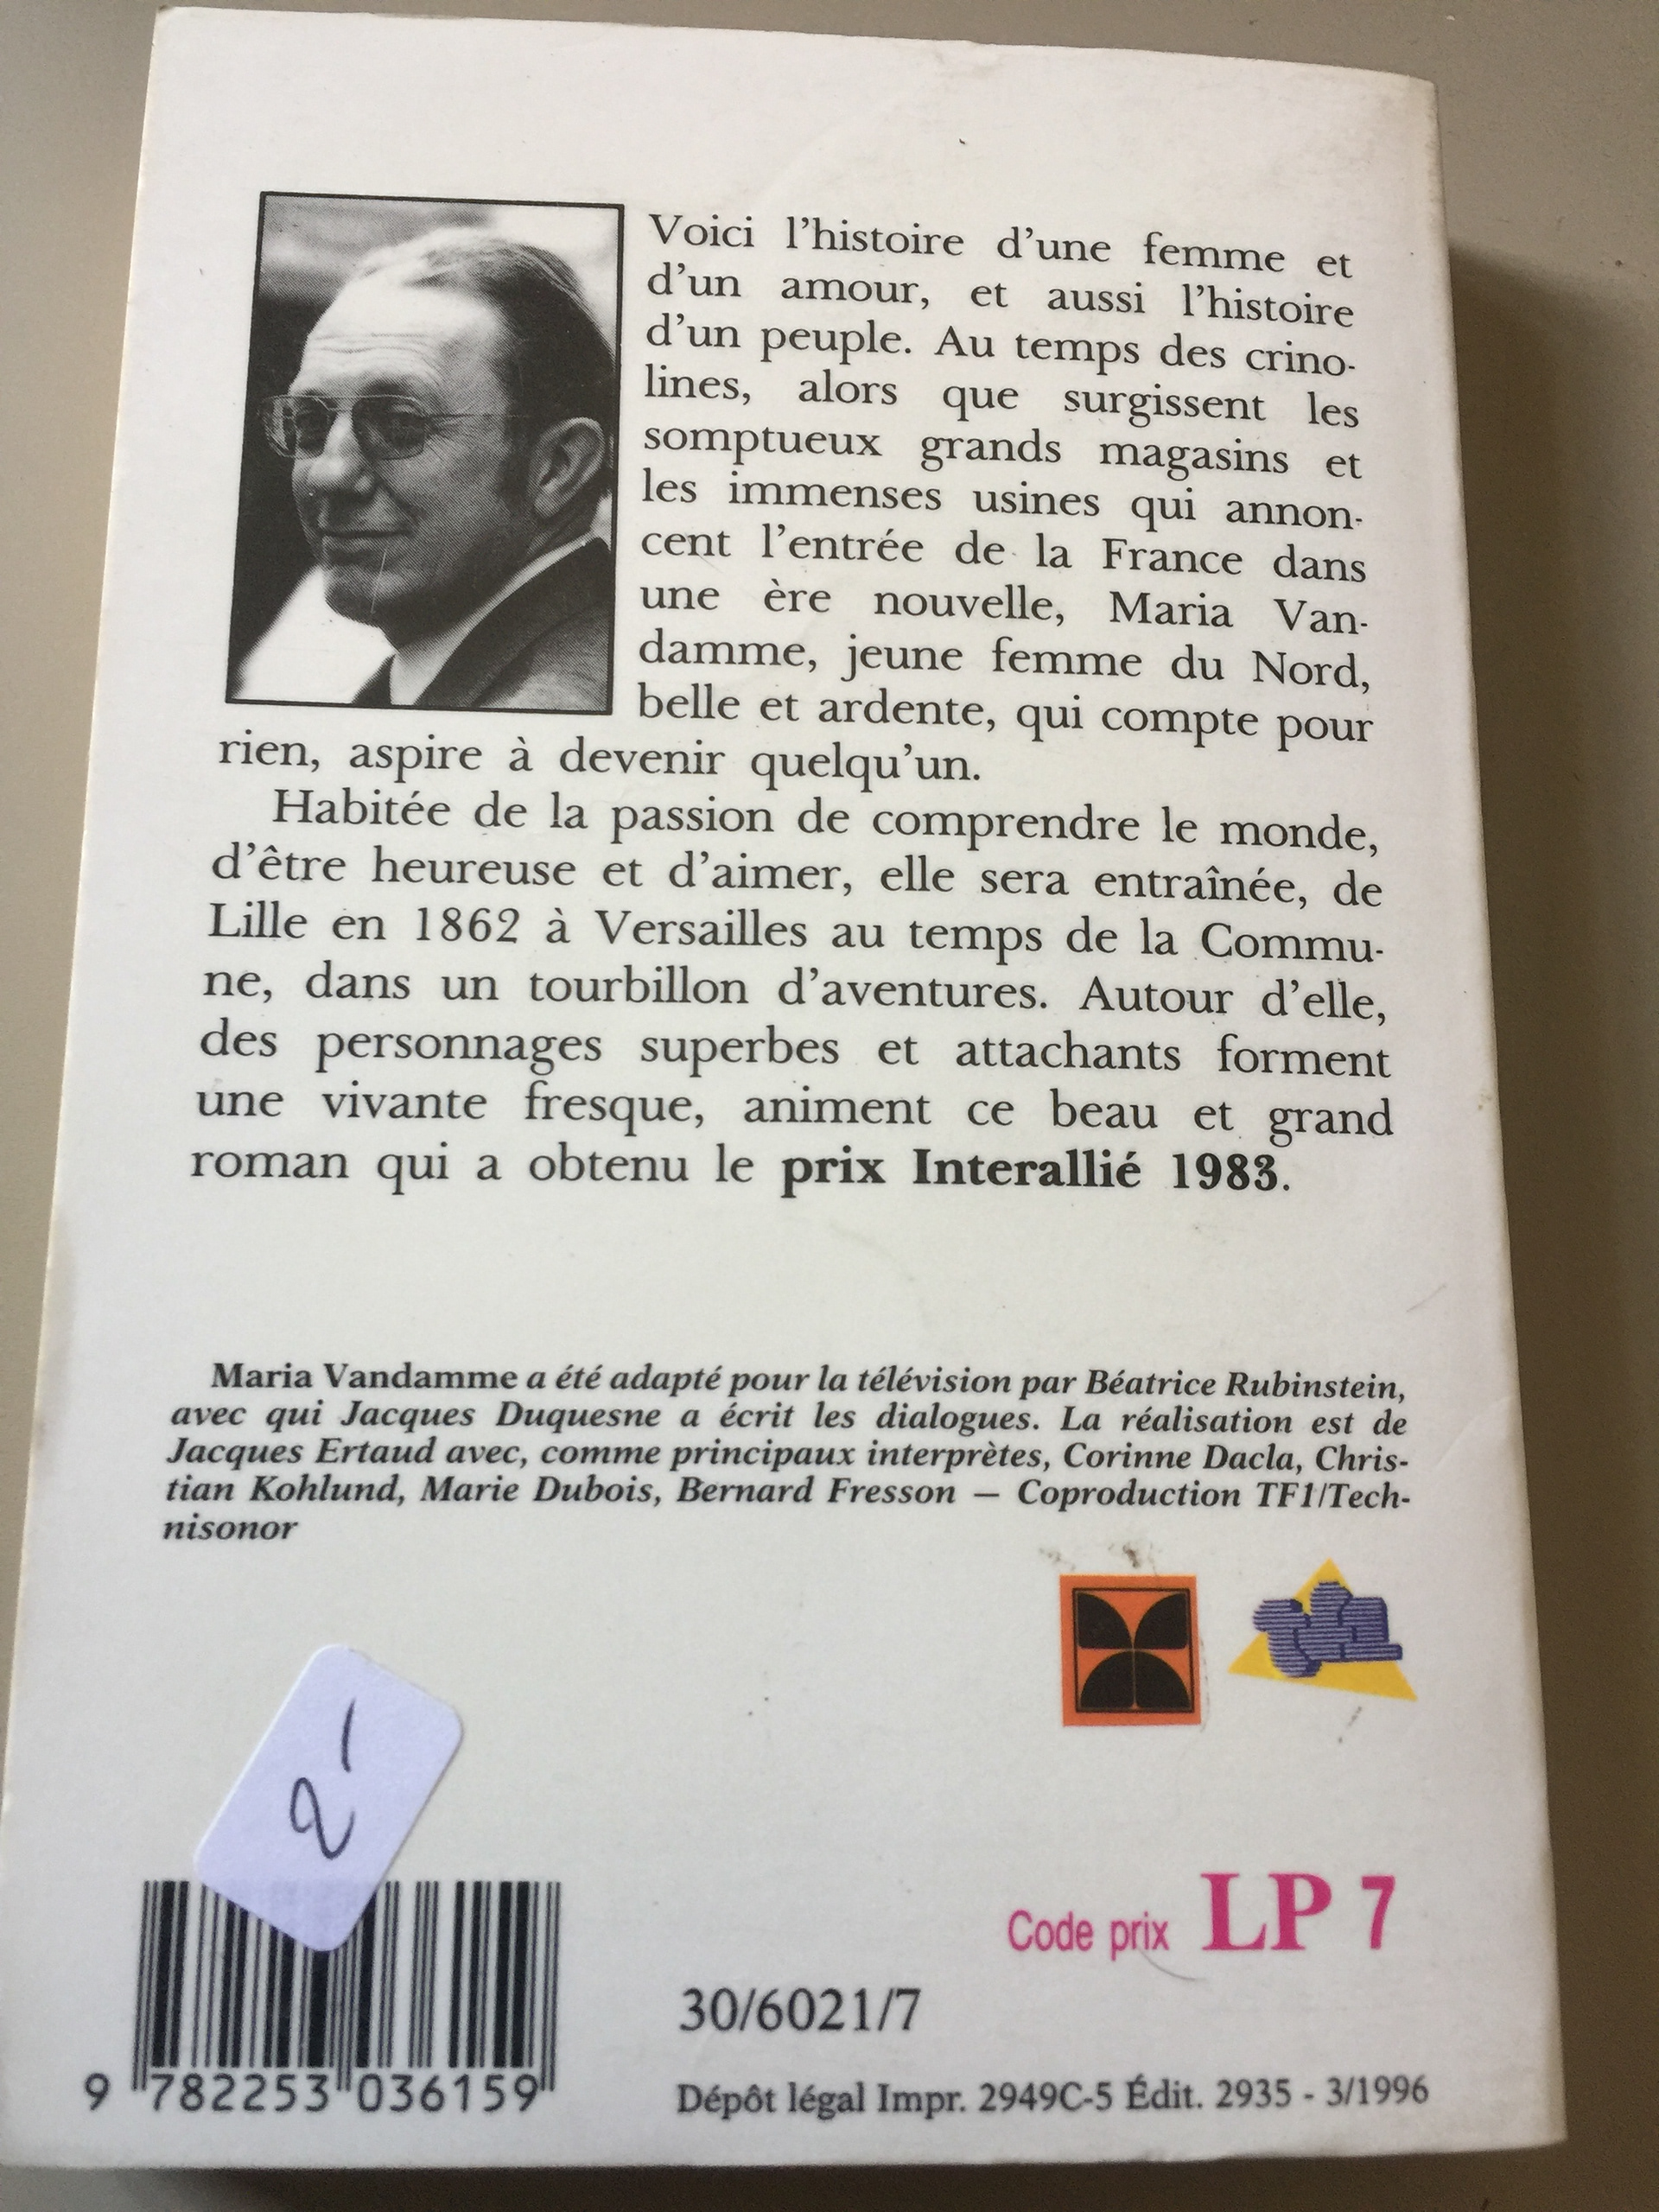 Voici l'histoire d'une femme et
d'un amour, et aussi l'histoire
d'un peuple. Au temps des crino-
lines, alors que surgissent les
somptueux grands magasins et
les immenses usines qui annon-
cent l'entrée de la France dans
une ère nouvelle, Maria Van-
damme, jeune femme du Nord,
belle et ardente, qui compte pour
rien, aspire à devenir quelqu'un.
Habitée de la passion de comprendre le monde,
d'être heureuse et d'aimer, elle sera entraînée, de
Lille en 1862 à Versailles au temps de la Commu-
ne, dans un tourbillon d'aventures. Autour d'elle,
des personnages superbes et attachants forment
une vivante fresque, animent ce beau et grand
roman qui a obtenu le prix Interallié 1983.
Maria Vandamme a été adapté pour la télévision par Béatrice Rubinstein,
avec qui Jacques Duquesne a écrit les dialogues. La réalisation est de
Jacques Ertaud avec, comme principaux interprètes, Corinne Dacla, Chris-
tian Kohlund, Marie Dubois, Bernard Fresson — Coproduction TF1/Tech-
nisonor
2-
Code prix LP 7
30/6021/7
9 782253 036159
Dépôt légal Impr. 2949C-5 Édit. 2935 - 3/1996